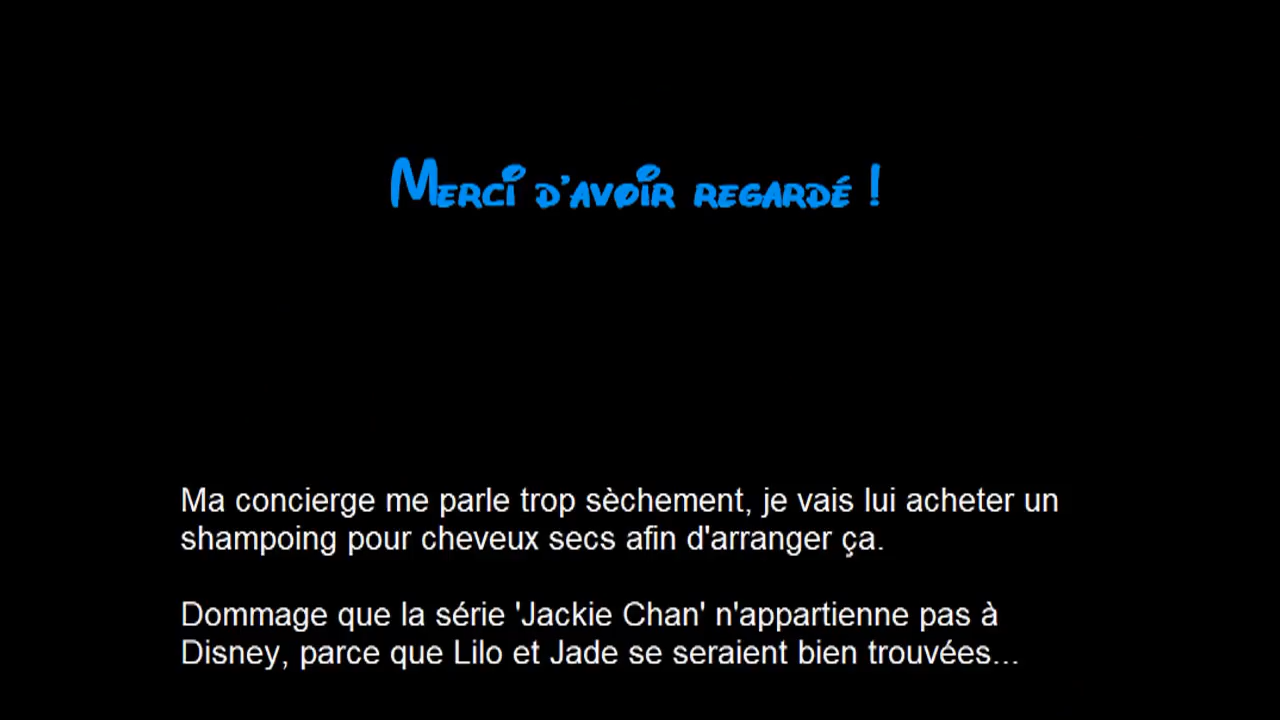 Merci d'avoir regardé !
Ma concierge me parle trop sèchement, je vais lui acheter un
shampoing pour cheveux secs afin d'arranger ça.
Dommage que la série 'Jackie Chan' n'appartienne pas à
Disney, parce que Lilo et Jade se seraient bien trouvées...